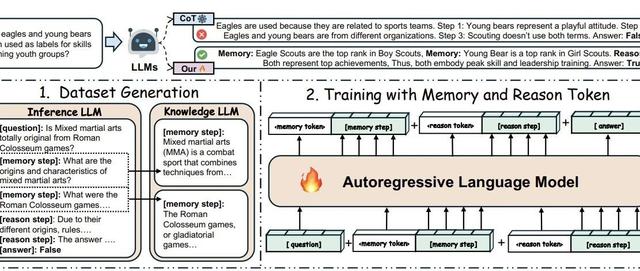 eagles and young bears
n used as labels for skills
ning youth groups?
LLMs
CoT
Our
Eagles are used because they are related to sports teams. Step 1: Young bears represent a playful attitude. Step
Eagles and young bears are from different organizations. Step 3: Scouting doesn't use both terms. Answer: Fals
Memory: Eagle Scouts are the top rank in Boy Scouts, Memory: Young Bear is a top rank in Girl Scouts. Reaso
Both represent top achievements, Thus, both embody peak skill and leadership training. Answer: Tru
1. Dataset Generation
Inference LLM
[question]: Is Mixed martial arts
totally original from Roman
Colosseum games?
[memory step]: What are the
origins and characteristics of
mixed martial arts?
[memory step]: What were the
Roman Colosseum games....
[reason step]: Due to their
different origins, rules....
[reason step]: The answer ....
[answer]: False
Knowledge LLM
[memory step]:
Mixed martial arts
(MMA) is a combat
sport that combines
techniques from…
[memory step]:
The Roman
Colosseum games,
or gladiatorial
games…
2. Training with Memory and Reason Token
<memory token> [memory step] + <reason token> [reason step] + [answer]
Autoregressive Language Model
[ question] + <memory token> [memory step] + <reason token> [reason step]